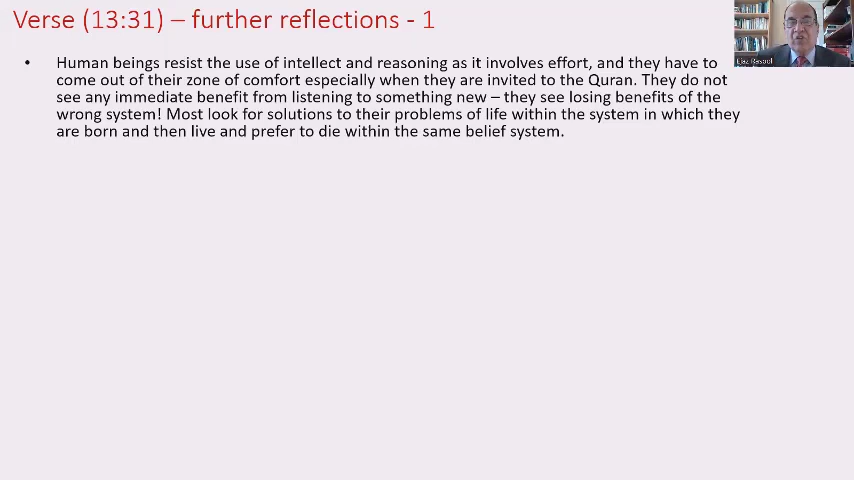 Verse (13:31) – further reflections - 1
• Human beings resist the use of intellect and reasoning as it involves effort, and they have to
come out of their zone of comfort especially when they are invited to the Quran. They do not
see any immediate benefit from listening to something new – they see losing benefits of the
wrong system! Most look for solutions to their problems of life within the system in which they
are born and then live and prefer to die within the same belief system.
Ejaz Rasool